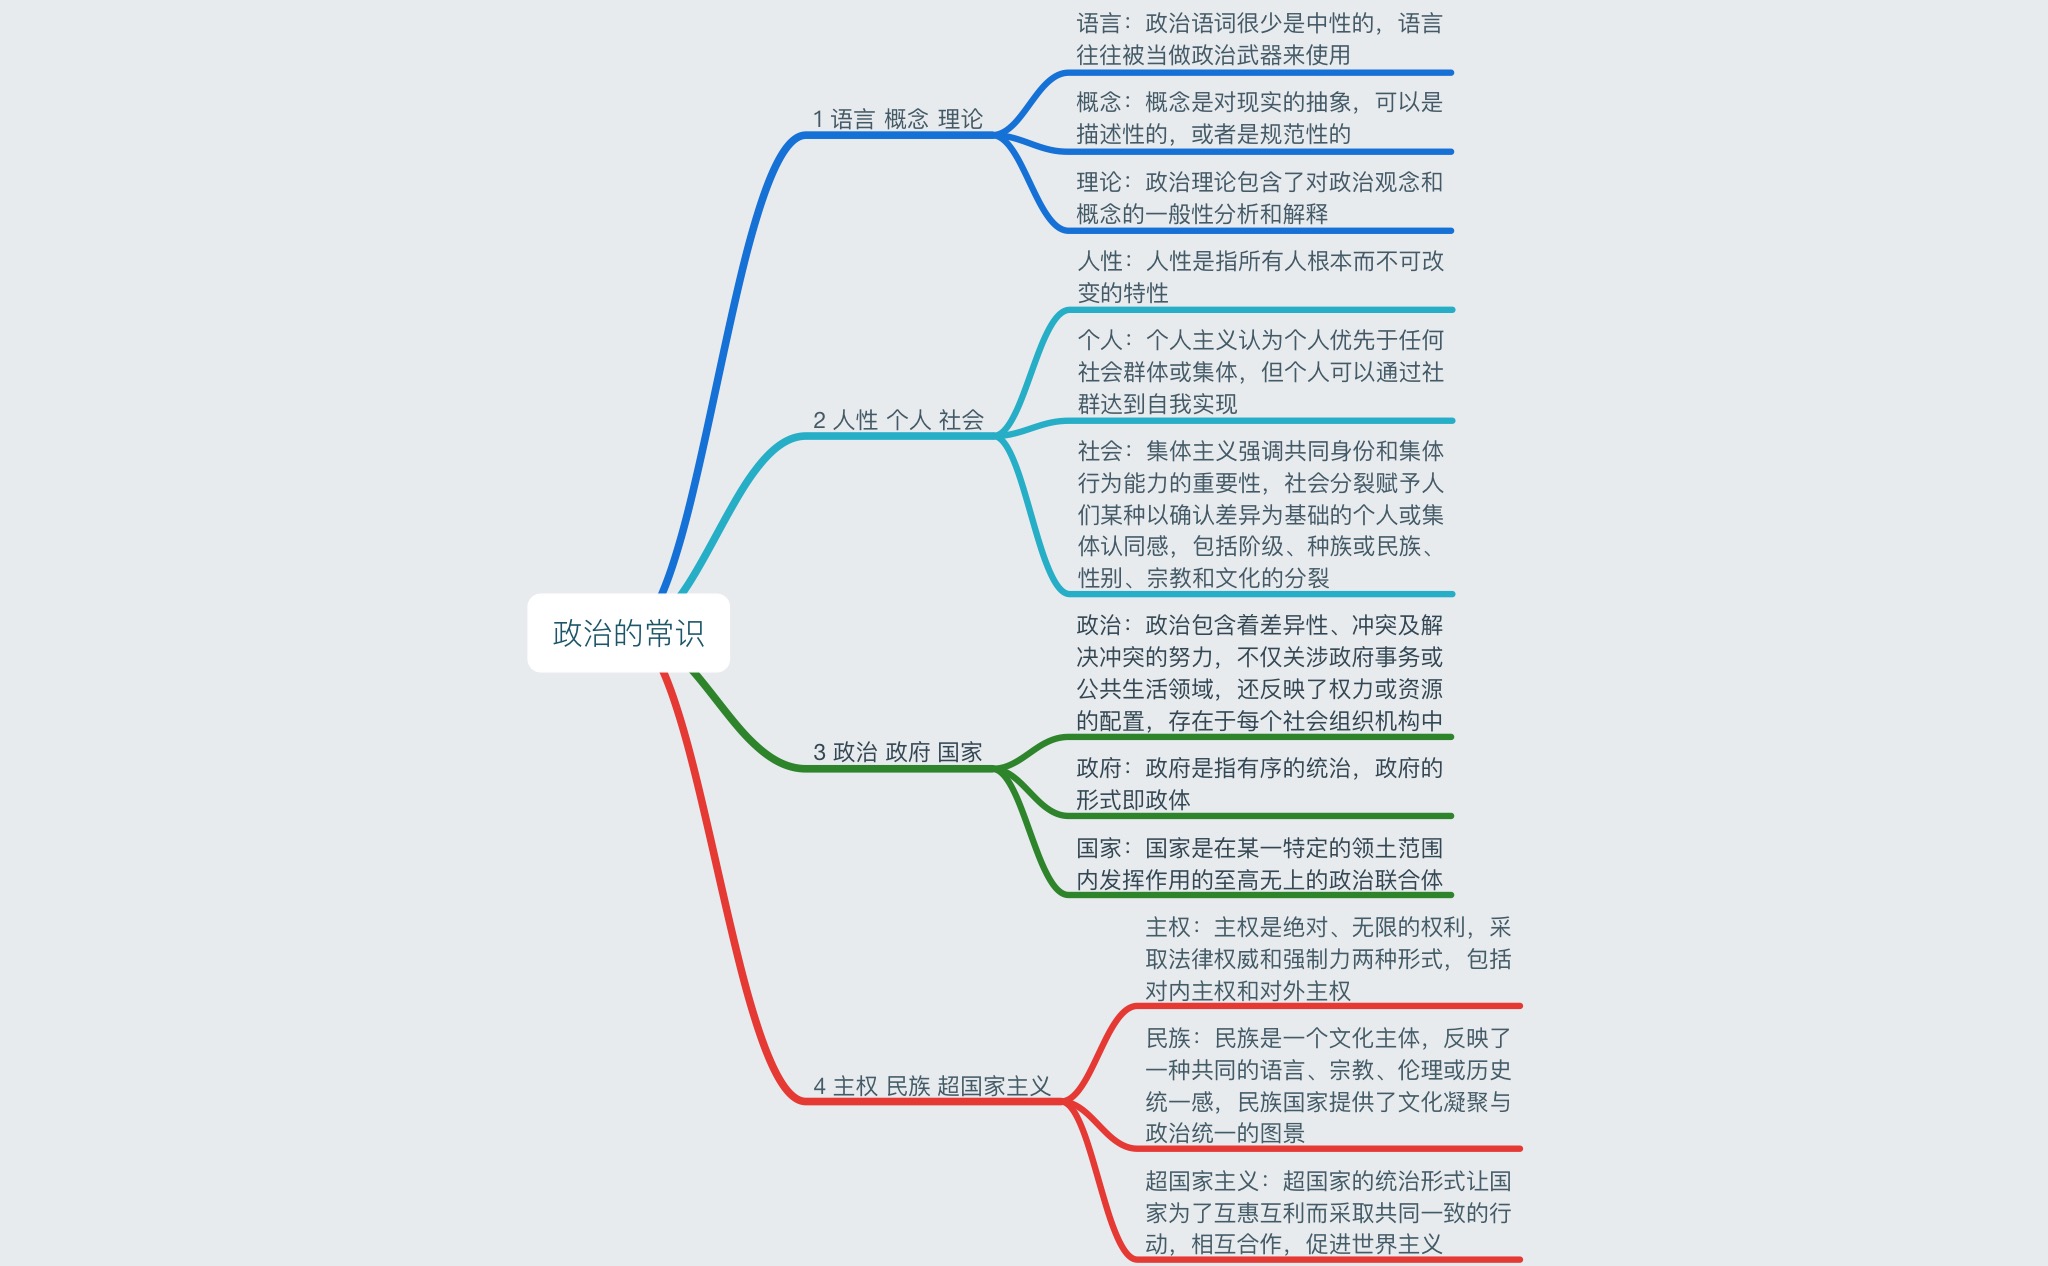 政治的常识
1 语言 概念 理论
语言：政治语词很少是中性的，语言
往往被当做政治武器来使用
概念：概念是对现实的抽象，可以是
描述性的，或者是规范性的
理论：政治理论包含了对政治观念和
概念的一般性分析和解释
2 人性 个人 社会
人性：人性是指所有人根本而不可改
变的特性
个人：个人主义认为个人优先于任何
社会群体或集体，但个人可以通过社
群达到自我实现
社会：集体主义强调共同身份和集体
行为能力的重要性，社会分裂赋予人
们某种以确认差异为基础的个人或集
体认同感，包括阶级、种族或民族、
性别、宗教和文化的分裂
3 政治 政府 国家
政治：政治包含着差异性、冲突及解
决冲突的努力，不仅关涉政府事务或
公共生活领域，还反映了权力或资源
的配置，存在于每个社会组织机构中
政府：政府是指有序的统治，政府的
形式即政体
国家：国家是在某一特定的领土范围
内发挥作用的至高无上的政治联合体
4 主权 民族 超国家主义
主权：主权是绝对、无限的权利，采
取法律权威和强制力两种形式，包括
对内主权和对外主权
民族：民族是一个文化主体，反映了
一种共同的语言、宗教、伦理或历史
统一感，民族国家提供了文化凝聚与
政治统一的图景
超国家主义：超国家的统治形式让国
家为了互惠互利而采取共同一致的行
动，相互合作，促进世界主义